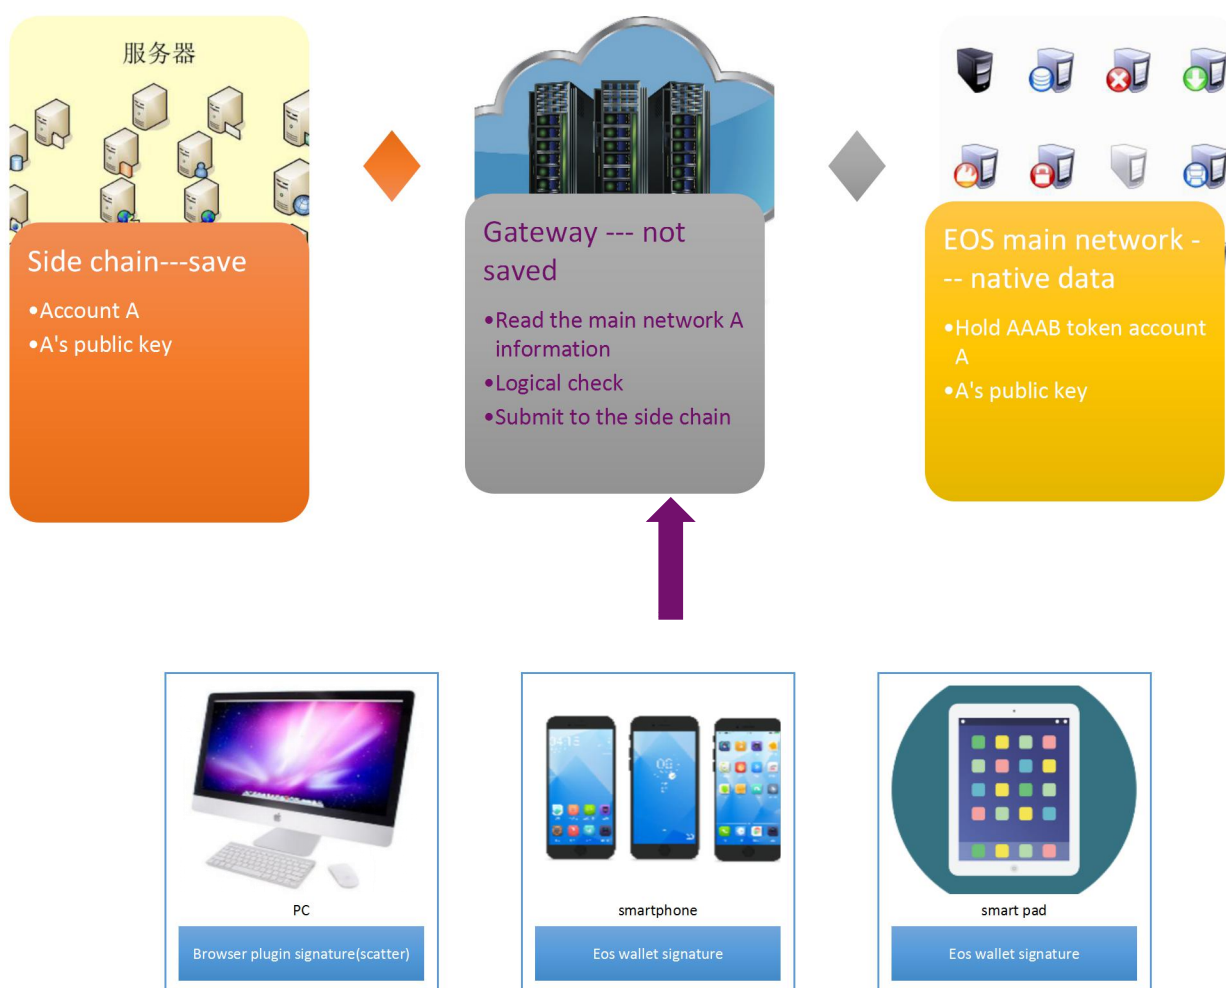 服务器
Side chain---save
•Account A
•A's public key
Gateway --- not
saved
•Read the main network A
information
•Logical check
•Submit to the side chain
EOS main network -
-- native data
•Hold AAAB token account
A
•A's public key
PC
Browser plugin signature(scatter)
smartphone
Eos wallet signature
smart pad
Eos wallet signature